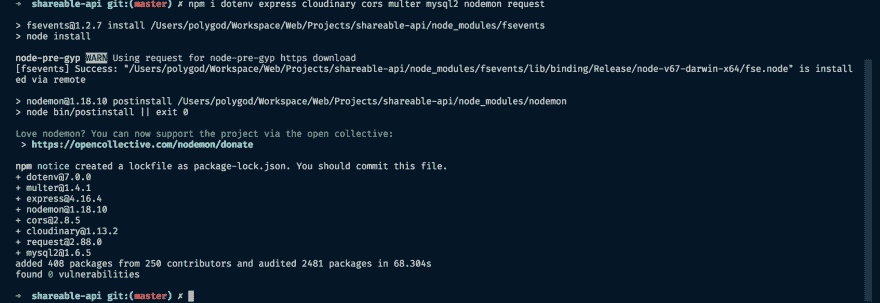 ➜  shareable-api git:(master) ✗ npm i dotenv express cloudinary cors multer mysql2 nodemon request
> fsevents@1.2.7 install /Users/polygod/Workspace/Web/Projects/shareable-api/node_modules/fsevents
> node install
node-pre-gyp WARN Using request for node-pre-gyp https download
[fsevents] Success: "/Users/polygod/Workspace/Web/Projects/shareable-api/node_modules/fsevents/lib/binding/Release/node-v67-darwin-x64/fse.node" is install
ed via remote
> nodemon@1.18.10 postinstall /Users/polygod/Workspace/Web/Projects/shareable-api/node_modules/nodemon
> node bin/postinstall || exit 0
Love nodemon? You can now support the project via the open collective:
> https://opencollective.com/nodemon/donate
npm notice created a lockfile as package-lock.json. You should commit this file.
+ dotenv@7.0.0
+ multer@1.4.1
+ express@4.16.4
+ nodemon@1.18.10
+ cors@2.8.5
+ cloudinary@1.13.2
+ request@2.88.0
+ mysql2@1.6.5
added 408 packages from 250 contributors and audited 2481 packages in 68.304s
found 0 vulnerabilities
➜  shareable-api git:(master) ✗